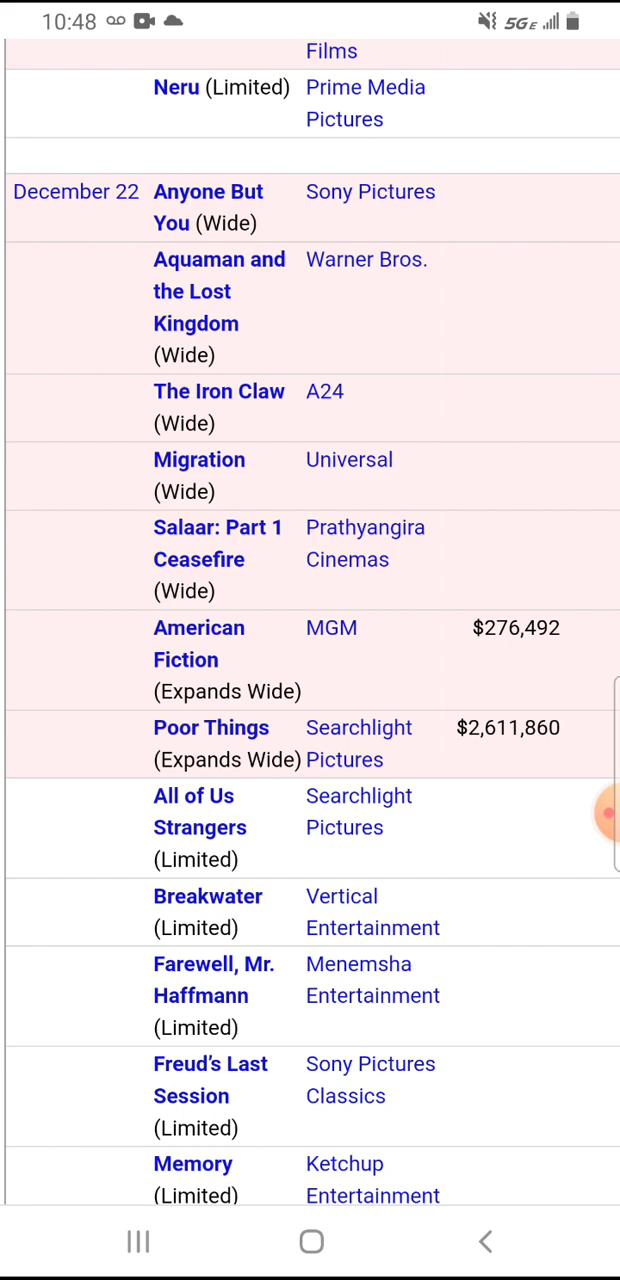 10:48 5GE
Films
Neru (Limited) Prime Media
Pictures
December 22 Anyone But Sony Pictures
You (Wide)
Aquaman and Warner Bros.
the Lost
Kingdom
(Wide)
The Iron Claw A24
(Wide)
Migration Universal
(Wide)
Salaar: Part 1 Prathyangira
Ceasefire Cinemas
(Wide)
American MGM $276,492
Fiction
(Expands Wide)
Poor Things Searchlight $2,611,860
(Expands Wide) Pictures
All of Us Searchlight
Strangers Pictures
(Limited)
Breakwater Vertical
(Limited) Entertainment
Farewell, Mr. Menemsha
Haffmann Entertainment
(Limited)
Freud's Last Sony Pictures
Session Classics
(Limited)
Memory Ketchup
(Limited) Entertainment